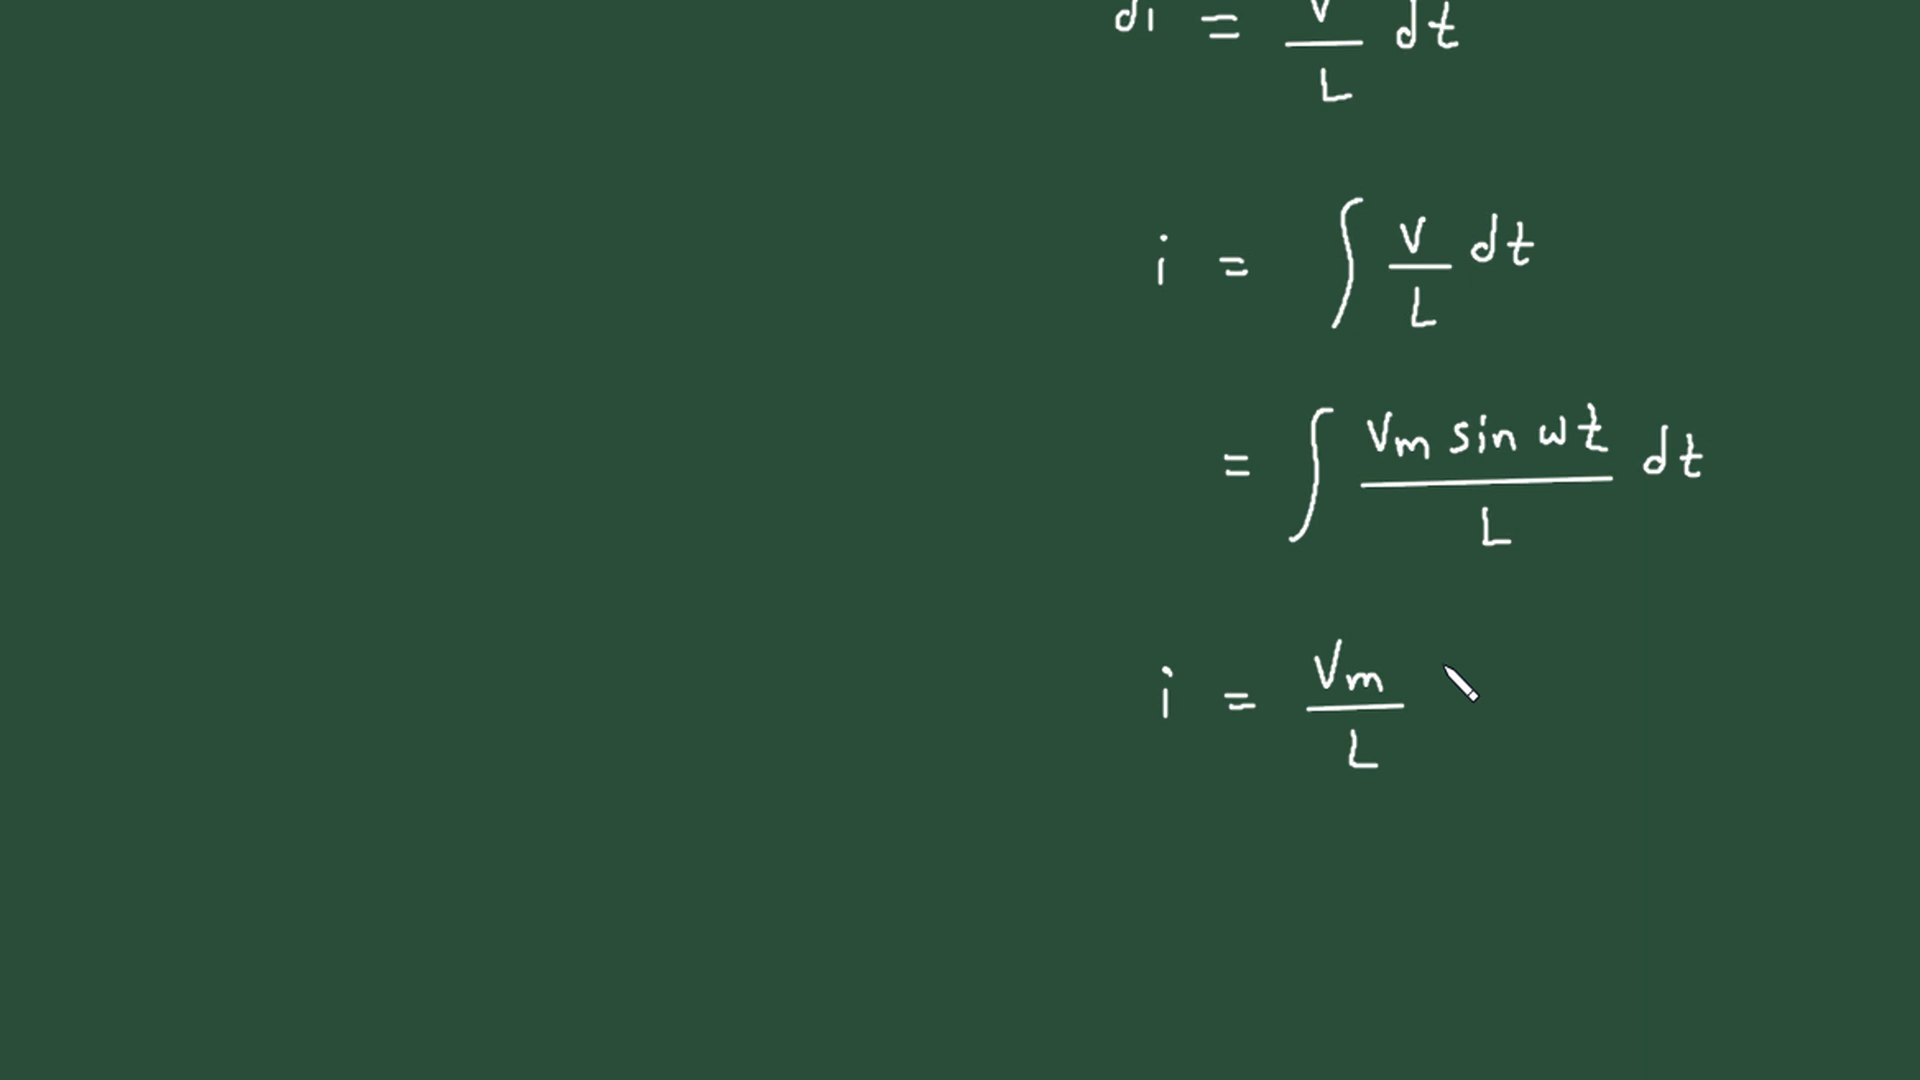 di = V/L dt
i = ∫ V/L dt
= ∫ Vm sin ωt / L dt
i = Vm/L